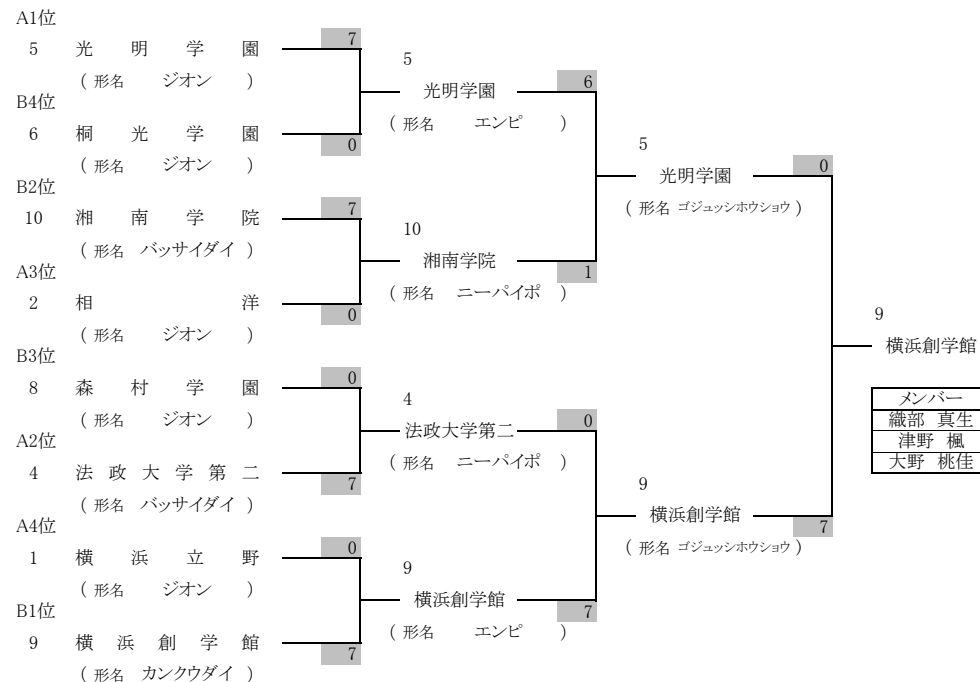 A1位
5 光明学園 7
( 形名 ジオン )
B4位
6 桐光学園 0
( 形名 ジオン )
B2位
10 湘南学院 7
( 形名 バッサイダイ )
A3位
2 相洋 0
( 形名 ジオン )
B3位
8 森村学園 0
( 形名 ジオン )
A2位
4 法政大学第二 7
( 形名 バッサイダイ )
A4位
1 横浜立野 0
( 形名 ジオン )
B1位
9 横浜創学館 7
( 形名 カンクウダイ )
5
光明学園 6
( 形名 エンピ )
10
湘南学院 1
( 形名 ニーパイポ )
4
法政大学第二 0
( 形名 ニーパイポ )
9
横浜創学館 7
( 形名 エンピ )
5
光明学園 0
( 形名 ゴジュッシホウショウ )
9
横浜創学館 7
( 形名 ゴジュッシホウショウ )
9
横浜創学館
メンバー
織部 真生
津野 楓
大野 桃佳